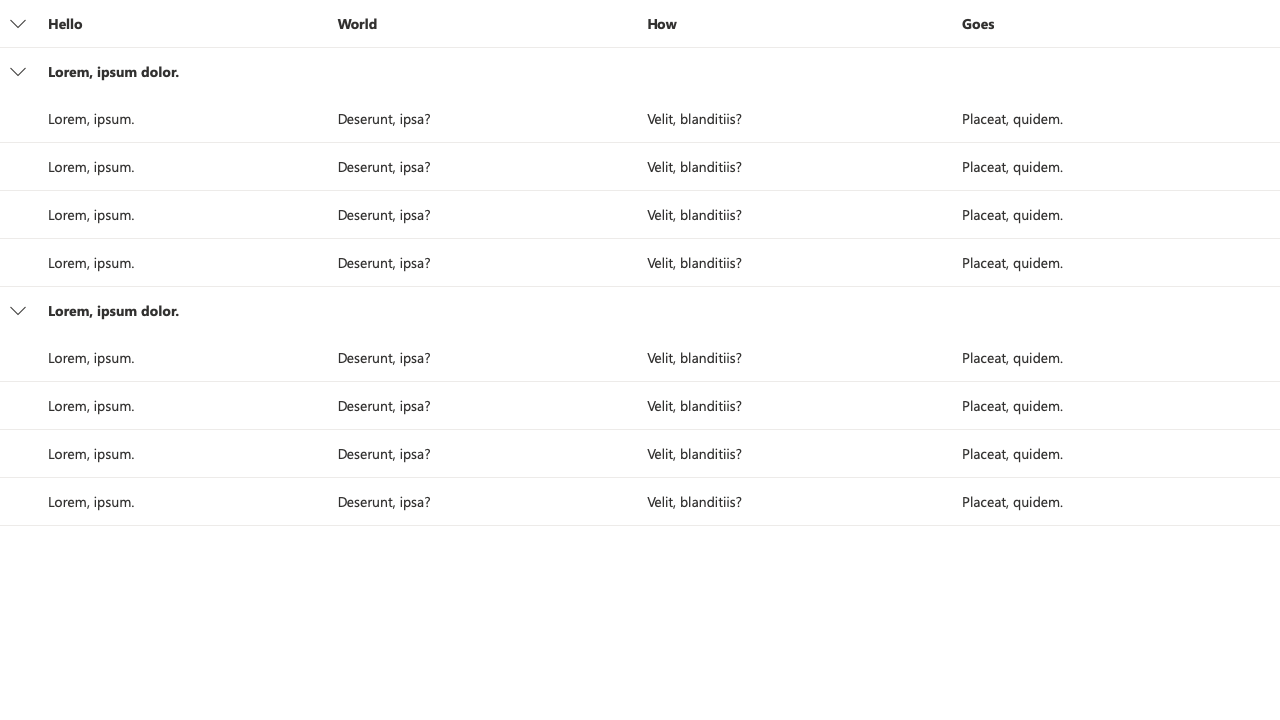 Hello World How Goes
Lorem, ipsum dolor.
Lorem, ipsum. Deserunt, ipsa? Velit, blanditiis? Placeat, quidem.
Lorem, ipsum. Deserunt, ipsa? Velit, blanditiis? Placeat, quidem.
Lorem, ipsum. Deserunt, ipsa? Velit, blanditiis? Placeat, quidem.
Lorem, ipsum. Deserunt, ipsa? Velit, blanditiis? Placeat, quidem.
Lorem, ipsum dolor.
Lorem, ipsum. Deserunt, ipsa? Velit, blanditiis? Placeat, quidem.
Lorem, ipsum. Deserunt, ipsa? Velit, blanditiis? Placeat, quidem.
Lorem, ipsum. Deserunt, ipsa? Velit, blanditiis? Placeat, quidem.
Lorem, ipsum. Deserunt, ipsa? Velit, blanditiis? Placeat, quidem.